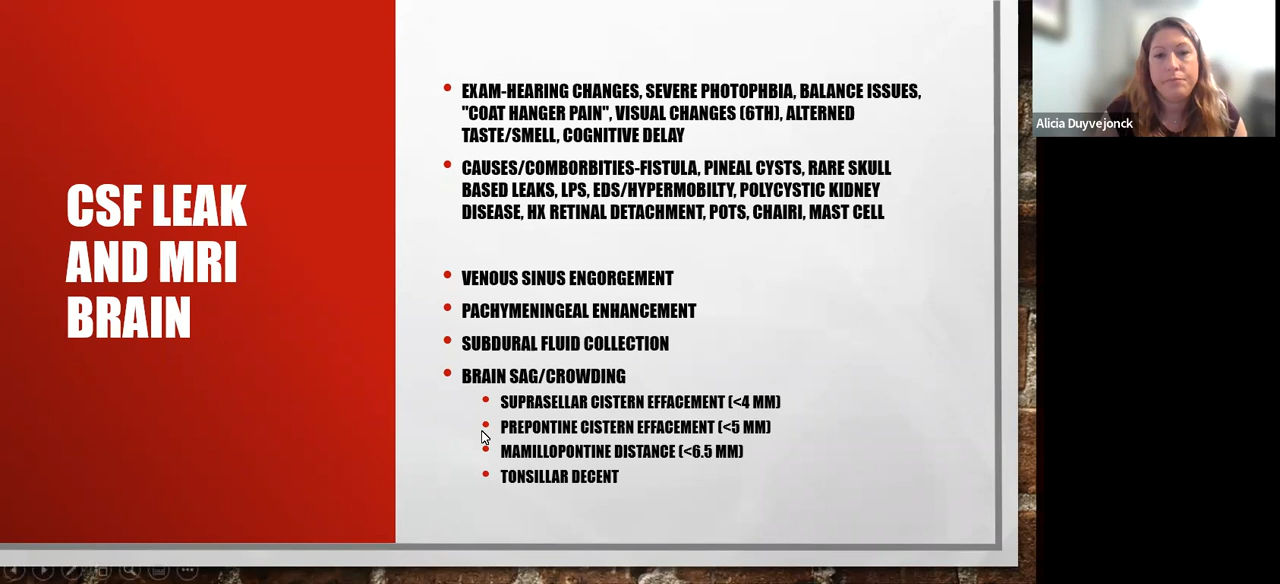 CSF LEAK
AND MRI
BRAIN
EXAM-HEARING CHANGES, SEVERE PHOTOPHBIA, BALANCE ISSUES,
"COAT HANGER PAIN", VISUAL CHANGES (6TH), ALTERNED
TASTE/SMELL, COGNITIVE DELAY
CAUSES/COMBORBITIES-FISTULA, PINEAL CYSTS, RARE SKULL
BASED LEAKS, LPS, EDS/HYPERMOBILTY, POLYCYSTIC KIDNEY
DISEASE, HX RETINAL DETACHMENT, POTS, CHAIRI, MAST CELL
VENOUS SINUS ENGORGEMENT
PACHYMENINGEAL ENHANCEMENT
SUBDURAL FLUID COLLECTION
BRAIN SAG/CROWDING
SUPRASELLAR CISTERN EFFACEMENT (<4 MM)
PREPONTINE CISTERN EFFACEMENT (<5 MM)
MAMILLOPONTINE DISTANCE (<6.5 MM)
TONSILLAR DECENT
Alicia Duyvejonck